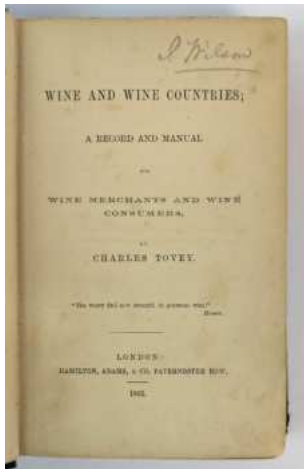 I Wilson
WINE AND WINE COUNTRIES;
A RECORD AND MANUAL
FOR
WINE MERCHANTS AND WINE
CONSUMERS.
BY
CHARLES TOVEY.
LONDON:
HAMILTON, ADAMS, & CO. PATERNOSTER ROW.
1862.